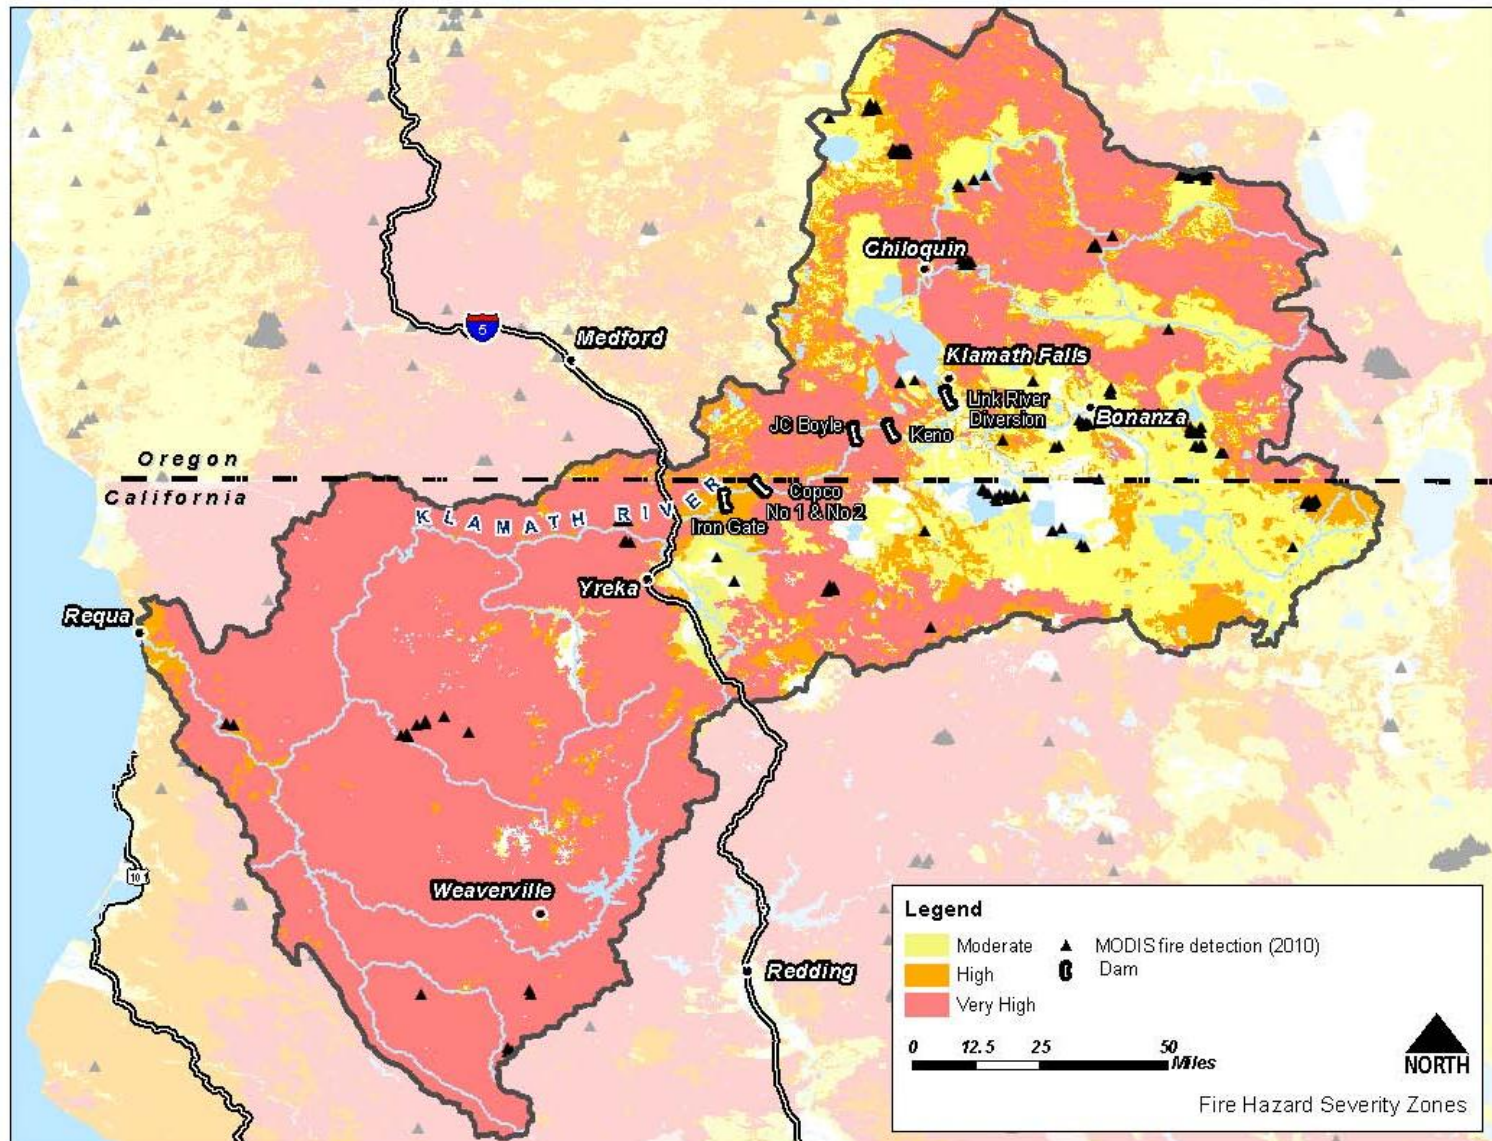 Chiloquin
5
Medford
Klamath Falls
Link River
Diversion
Bonanza
JC Boyle
Keno
Oregon
California
KLAMATH RIVER
Copco
No 1 & No 2
Iron Gate
Yreka
Requa
101
Weaverville
Redding
Legend
Moderate
High
Very High
MODIS fire detection (2010)
Dam
0 12.5 25 50
Miles
NORTH
Fire Hazard Severity Zones